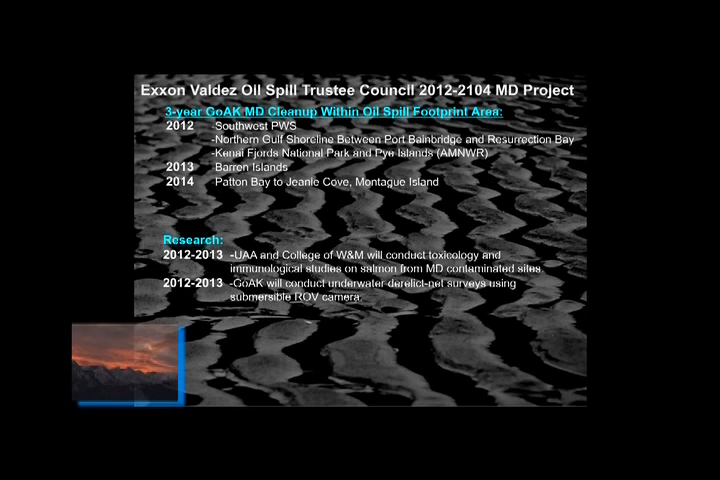 Exxon Valdez Oil Spill Trustee Council 2012-2104 MD Project
3-year GoAK MD Cleanup Within Oil Spill Footprint Area:
2012 -Southwest PWS
-Northern Gulf Shoreline Between Port Bainbridge and Resurrection Bay
-Kenai Fjords National Park and Pye Islands (AMNWR)
2013 Barren Islands
2014 Patton Bay to Jeanie Cove, Montague Island
Research:
2012-2013 -UAA and College of W&M will conduct toxicology and
immunological studies on salmon from MD contaminated sites.
2012-2013 -GoAK will conduct underwater derelict-net surveys using
submersible ROV camera.